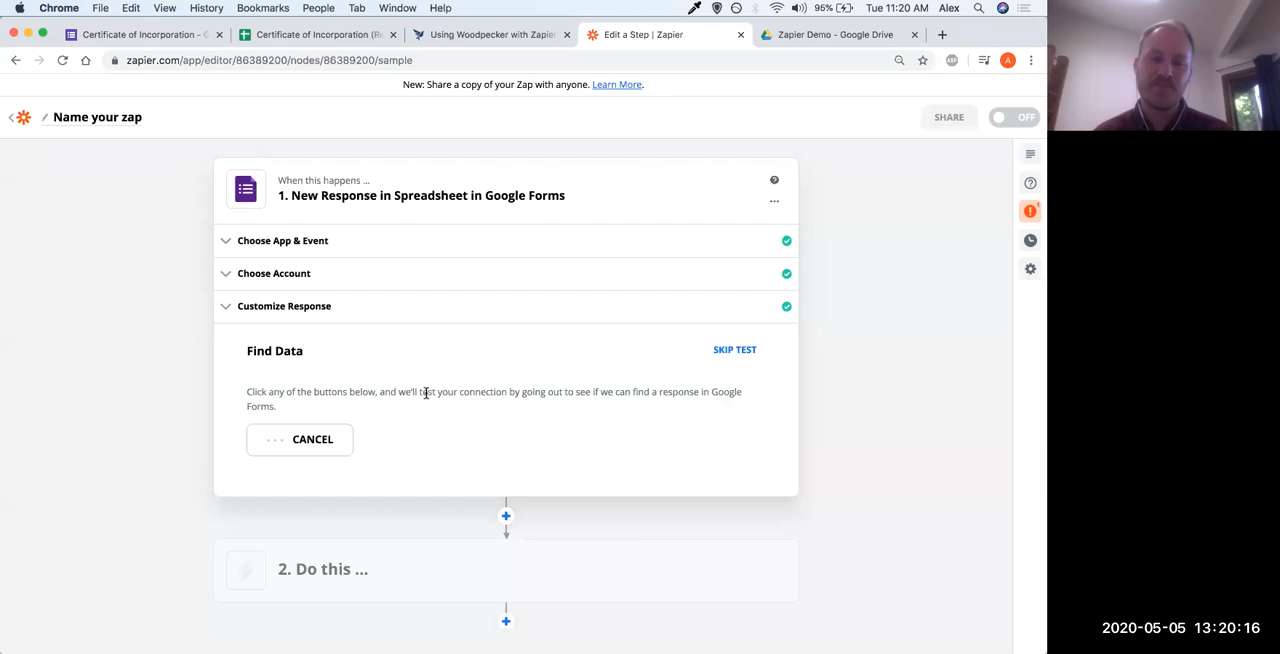 Chrome File Edit View History Bookmarks People Tab Window Help 95% Tue 11:20 AM Alex
Certificate of Incorporation - G
Certificate of Incorporation (Re
Using Woodpecker with Zapier
Edit a Step | Zapier
Zapier Demo - Google Drive
zapier.com/app/editor/86389200/nodes/86389200/sample
ABP
A
New: Share a copy of your Zap with anyone. Learn More.
Name your zap
SHARE
OFF
When this happens ...
1. New Response in Spreadsheet in Google Forms
Choose App & Event
Choose Account
Customize Response
Find Data
SKIP TEST
Click any of the buttons below, and we'll test your connection by going out to see if we can find a response in Google
Forms.
CANCEL
2. Do this ...
2020-05-05 13:20:16